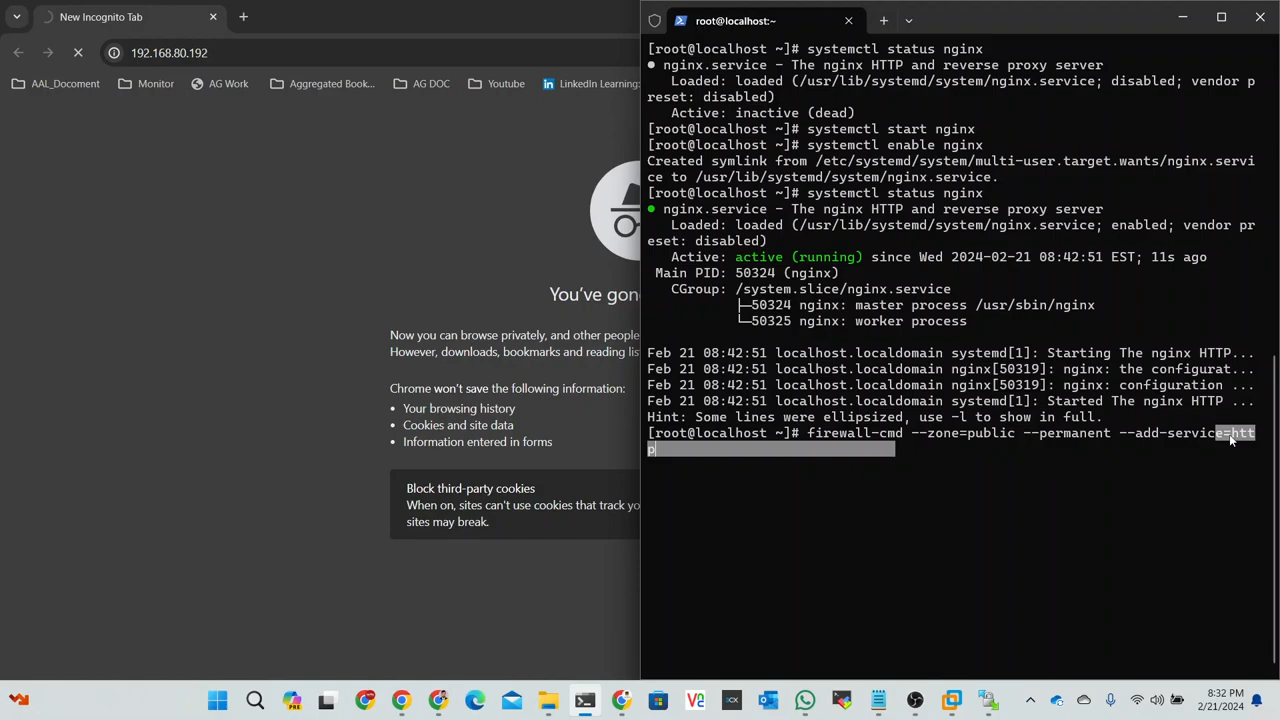 New Incognito Tab
192.168.80.192
AAL_Docoment
Monitor
AG Work
Aggregated Book...
AG DOC
Youtube
LinkedIn Learning:
You've gon
Now you can browse privately, and other people
However, downloads, bookmarks and reading lis
Chrome won't save the following information:
• Your browsing history
• Cookies and site data
• Information entered in forms
Block third-party cookies
When on, sites can't use cookies that track yo
sites may break.
root@localhost:~
[root@localhost ~]# systemctl status nginx
● nginx.service - The nginx HTTP and reverse proxy server
Loaded: loaded (/usr/lib/systemd/system/nginx.service; disabled; vendor p
reset: disabled)
Active: inactive (dead)
[root@localhost ~]# systemctl start nginx
[root@localhost ~]# systemctl enable nginx
Created symlink from /etc/systemd/system/multi-user.target.wants/nginx.servi
ce to /usr/lib/systemd/system/nginx.service.
[root@localhost ~]# systemctl status nginx
● nginx.service - The nginx HTTP and reverse proxy server
Loaded: loaded (/usr/lib/systemd/system/nginx.service; enabled; vendor pr
eset: disabled)
Active: active (running) since Wed 2024-02-21 08:42:51 EST; 11s ago
Main PID: 50324 (nginx)
CGroup: /system.slice/nginx.service
├─50324 nginx: master process /usr/sbin/nginx
└─50325 nginx: worker process
Feb 21 08:42:51 localhost.localdomain systemd[1]: Starting The nginx HTTP...
Feb 21 08:42:51 localhost.localdomain nginx[50319]: nginx: the configurat...
Feb 21 08:42:51 localhost.localdomain nginx[50319]: nginx: configuration ...
Feb 21 08:42:51 localhost.localdomain systemd[1]: Started The nginx HTTP ...
Hint: Some lines were ellipsized, use -l to show in full.
[root@localhost ~]# firewall-cmd --zone=public --permanent --add-service=htt
p
8:32 PM
2/21/2024